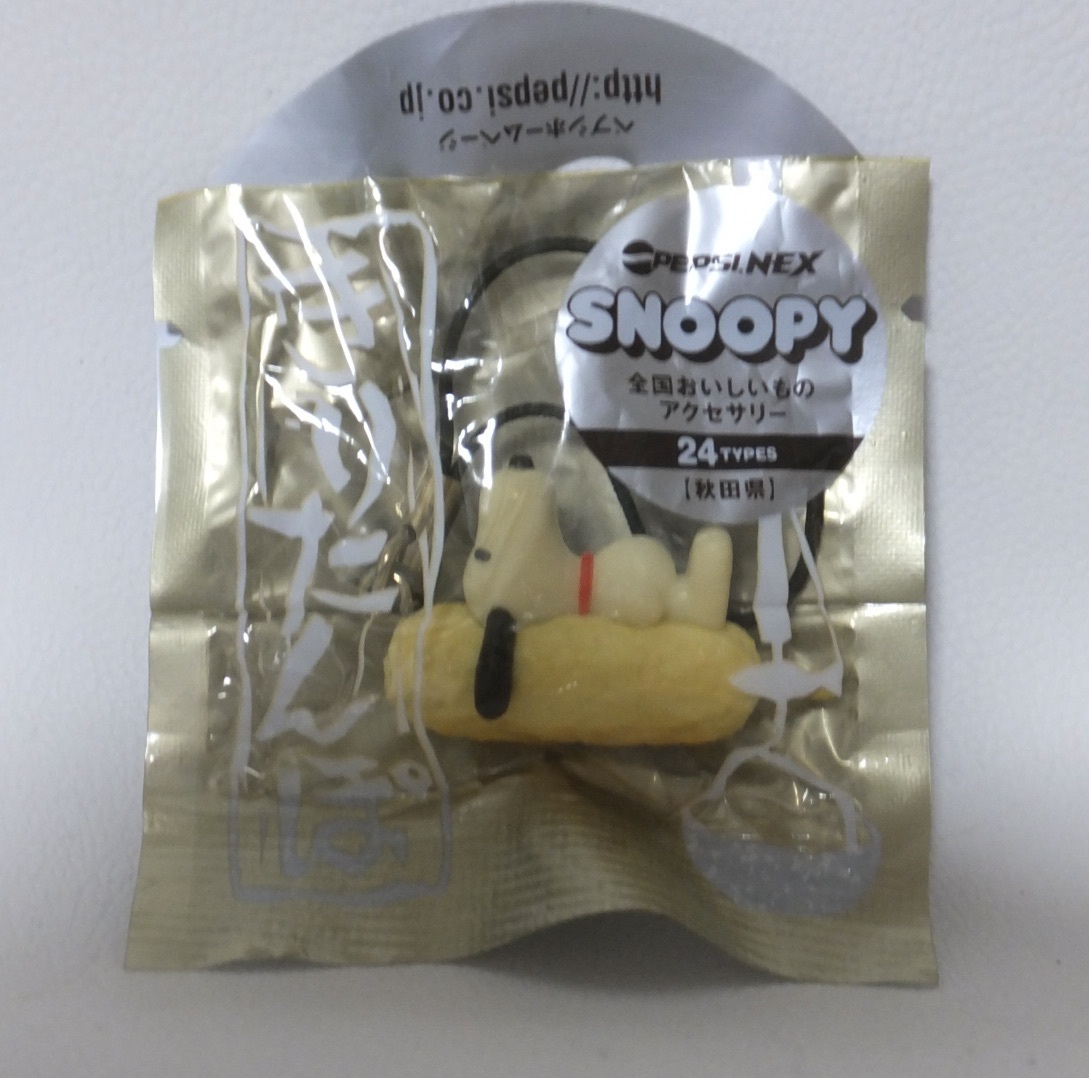 http://pepsi.co.jp
ペプシホームページ
きりたんぽ
PEPSI NEX
SNOOPY
全国おいしいもの
アクセサリー
24 TYPES
【秋田県】